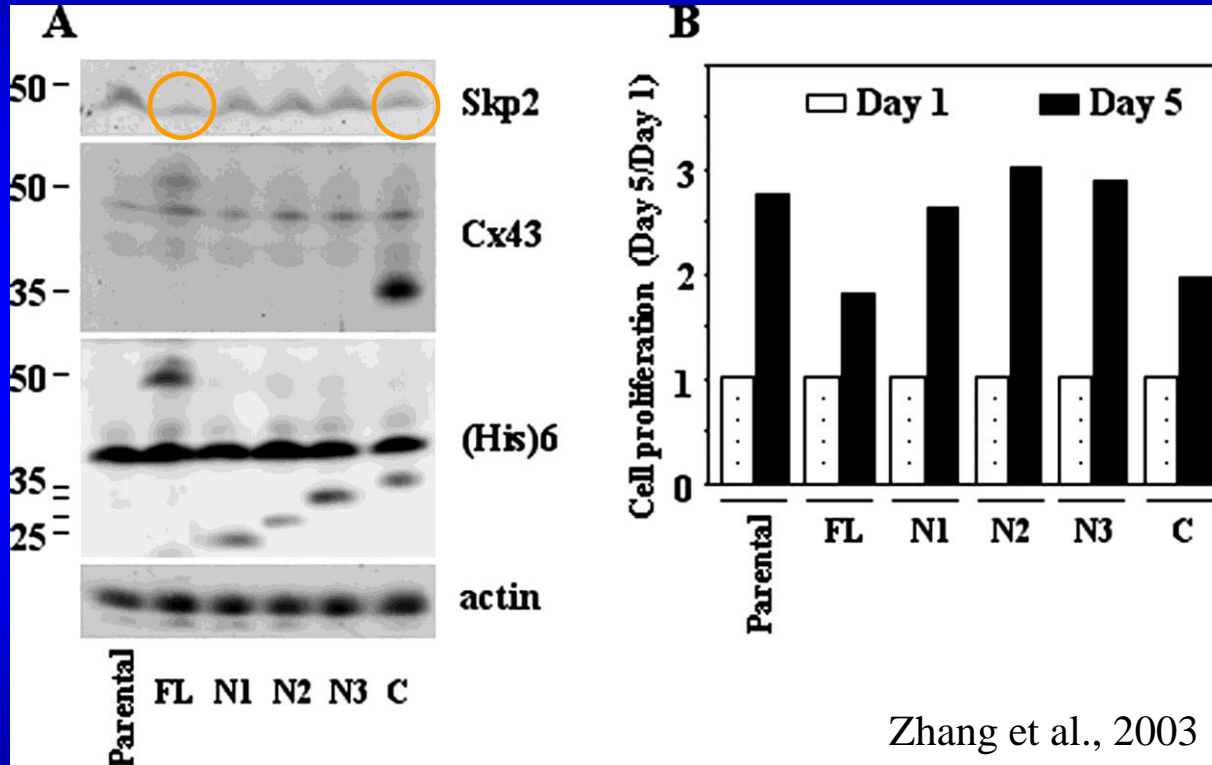 A
50
Skp2
50
Cx43
35
50
(His)6
35
25
actin
Parental FL N1 N2 N3 C
B
Day 1 Day 5
Cell proliferation (Day 5/Day 1)
3
2
1
0
Parental FL N1 N2 N3 C
Zhang et al., 2003